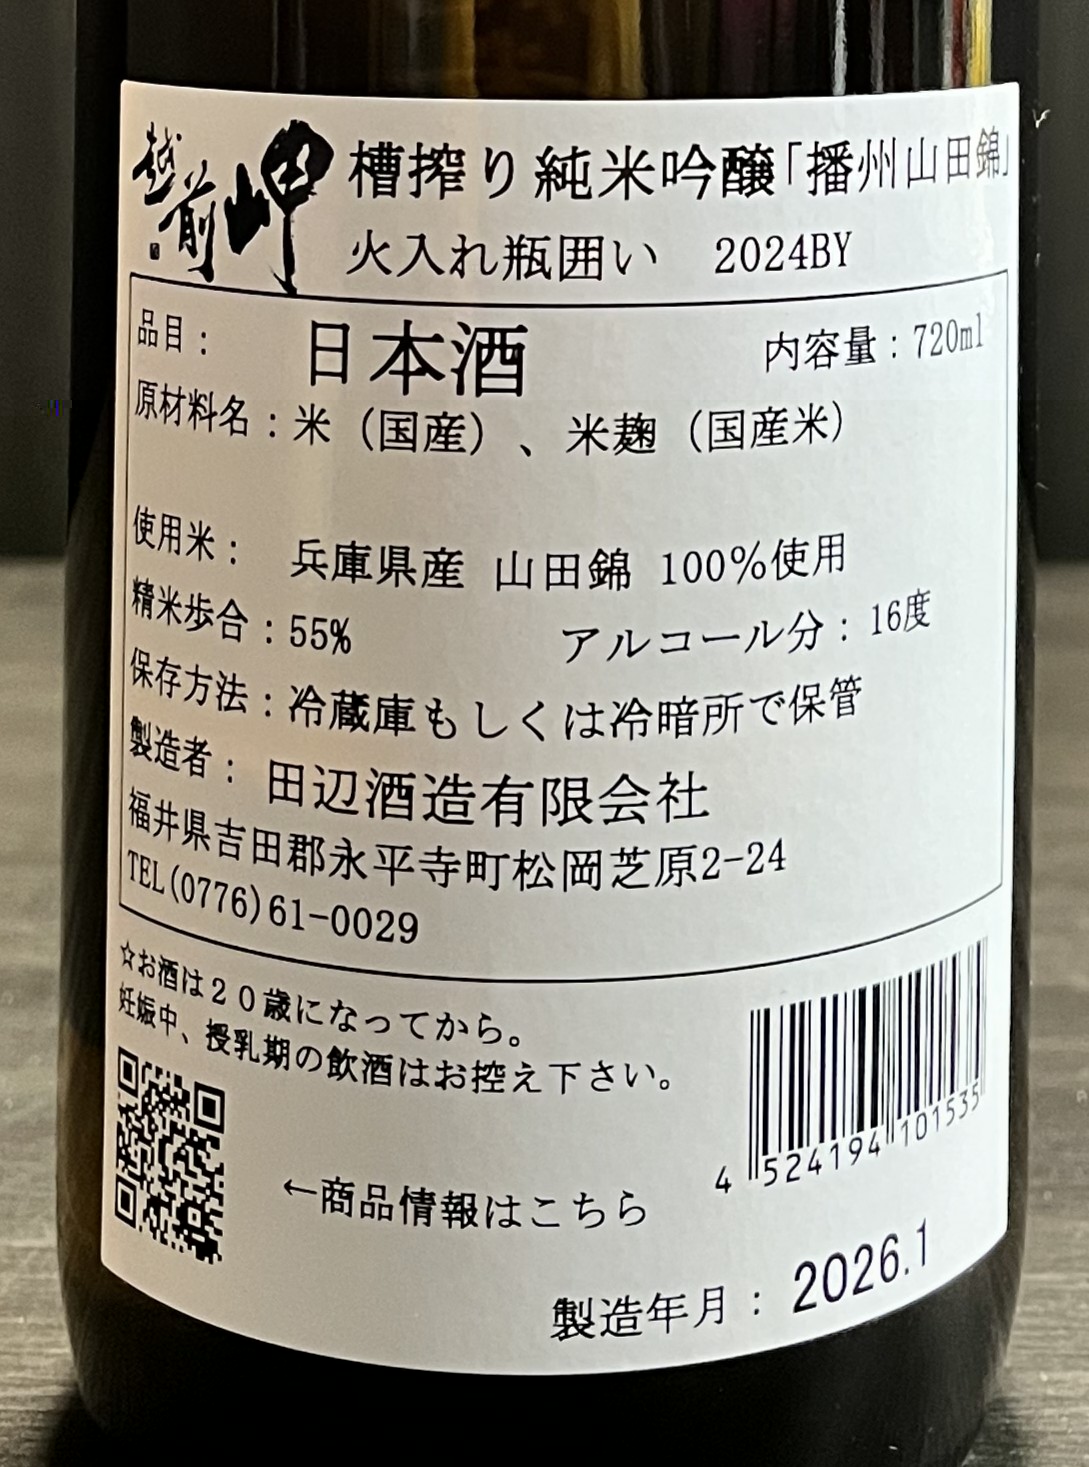 越前岬
槽搾り純米吟醸「播州山田錦」
火入れ瓶囲い 2024BY
品目： 日本酒 内容量：720ml
原材料名：米（国産）、米麹（国産米）
使用米： 兵庫県産 山田錦 100%使用
精米歩合：55% アルコール分：16度
保存方法：冷蔵庫もしくは冷暗所で保管
製造者： 田辺酒造有限会社
福井県吉田郡永平寺町松岡芝原2-24
TEL(0776)61-0029
☆お酒は２０歳になってから。
妊娠中、授乳期の飲酒はお控え下さい。
4 524194 101535
←商品情報はこちら
製造年月：2026.1